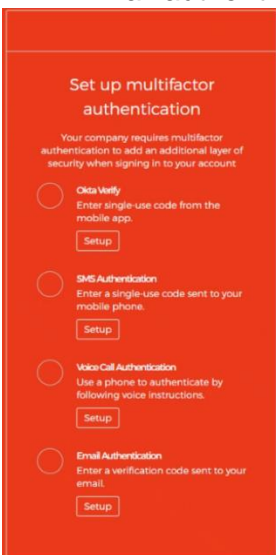 Set up multifactor
authentication
Your company requires multifactor
authentication to add an additional layer of
security when signing in to your account
Okta Verify
Enter single-use code from the
mobile app.
Setup
SMS Authentication
Enter a single-use code sent to your
mobile phone.
Setup
Voice Call Authentication
Use a phone to authenticate by
following voice instructions.
Setup
Email Authentication
Enter a verification code sent to your
email.
Setup